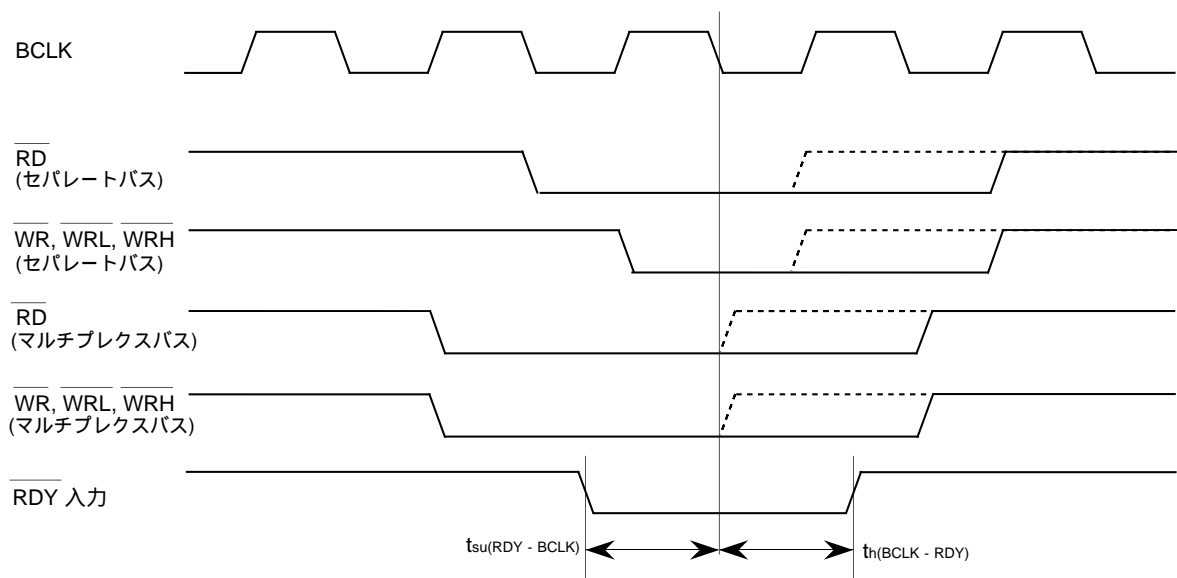 BCLK
RD
(セパレートバス)
WR, WRL, WRH
(セパレートバス)
RD
(マルチプレクスバス)
WR, WRL, WRH
(マルチプレクスバス)
RDY 入力
tsu(RDY - BCLK)
th(BCLK - RDY)